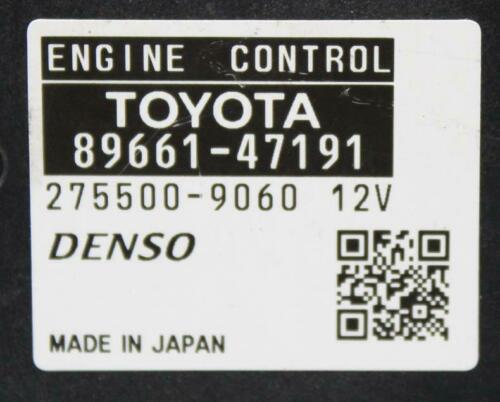 ENGINE CONTROL
TOYOTA
89661-47191
275500-9060 12V
DENSO
MADE IN JAPAN